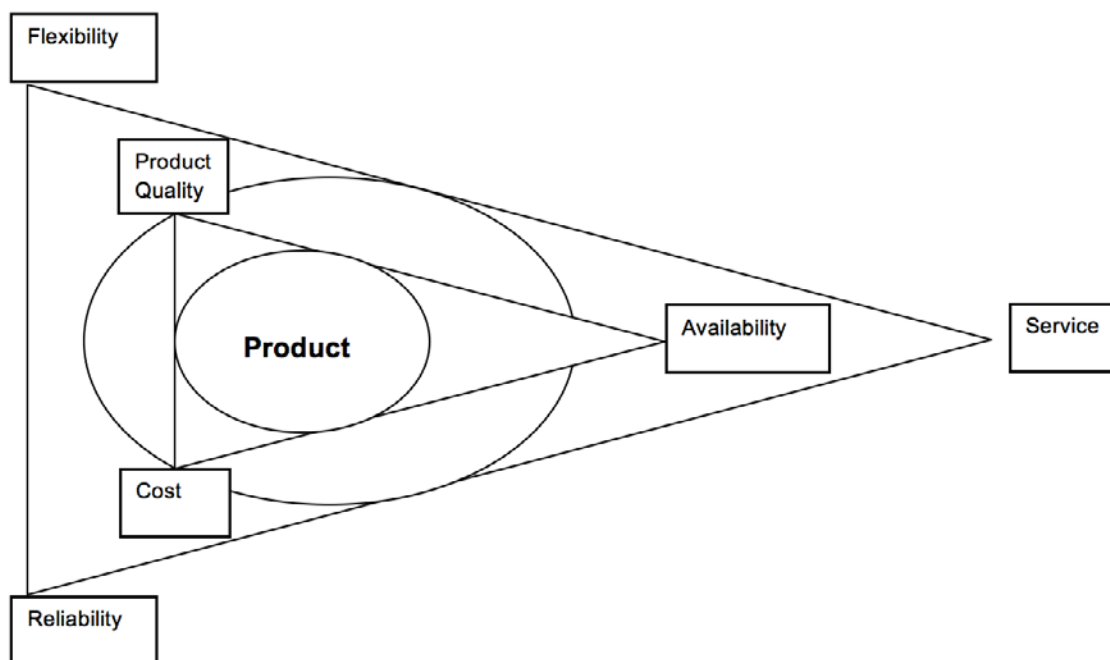 Flexibility
Product
Quality
Product
Availability
Service
Cost
Reliability